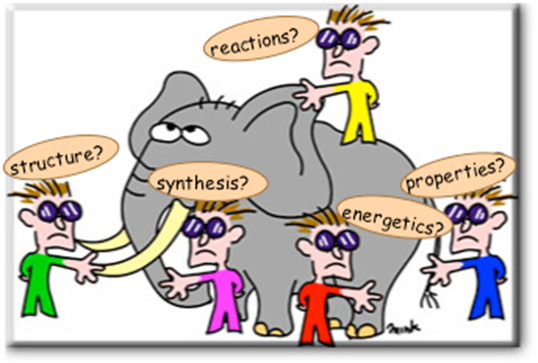 reactions?
structure?
synthesis?
properties?
energetics?